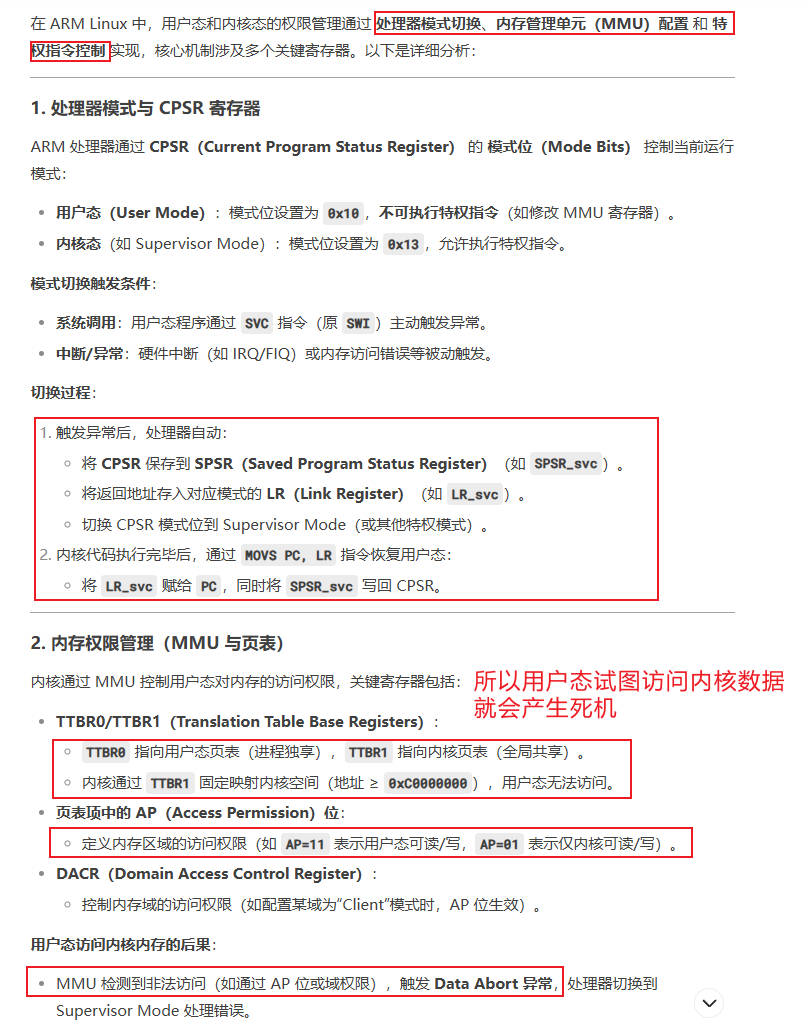 在 ARM Linux 中，用户态和内核态的权限管理通过 处理器模式切换、内存管理单元（MMU）配置 和 特
权指令控制 实现，核心机制涉及多个关键寄存器。以下是详细分析：
1. 处理器模式与 CPSR 寄存器
ARM 处理器通过 CPSR（Current Program Status Register） 的 模式位（Mode Bits） 控制当前运行
模式：
• 用户态（User Mode）：模式位设置为 0x10，不可执行特权指令（如修改 MMU 寄存器）。
• 内核态（如 Supervisor Mode）：模式位设置为 0x13，允许执行特权指令。
模式切换触发条件：
• 系统调用：用户态程序通过 SVC 指令（原 SWI）主动触发异常。
• 中断/异常：硬件中断（如 IRQ/FIQ）或内存访问错误等被动触发。
切换过程：
1. 触发异常后，处理器自动：
◦ 将 CPSR 保存到 SPSR（Saved Program Status Register）（如 SPSR_svc）。
◦ 将返回地址存入对应模式的 LR（Link Register）（如 LR_svc）。
◦ 切换 CPSR 模式位到 Supervisor Mode（或其他特权模式）。
2. 内核代码执行完毕后，通过 MOVS PC, LR 指令恢复用户态：
◦ 将 LR_svc 赋给 PC，同时将 SPSR_svc 写回 CPSR。
2. 内存权限管理（MMU 与页表）
内核通过 MMU 控制用户态对内存的访问权限，关键寄存器包括：
所以用户态试图访问内核数据
就会产生死机
• TTBR0/TTBR1（Translation Table Base Registers）：
◦ TTBR0 指向用户态页表（进程独享），TTBR1 指向内核页表（全局共享）。
◦ 内核通过 TTBR1 固定映射内核空间（地址 ≥ 0xC0000000），用户态无法访问。
• 页表项中的 AP（Access Permission）位：
◦ 定义内存区域的访问权限（如 AP=11 表示用户态可读/写，AP=01 表示仅内核可读/写）。
• DACR（Domain Access Control Register）：
◦ 控制内存域的访问权限（如配置某域为“Client”模式时，AP 位生效）。
用户态访问内核内存的后果：
• MMU 检测到非法访问（如通过 AP 位或域权限），触发 Data Abort 异常，处理器切换到
Supervisor Mode 处理错误。